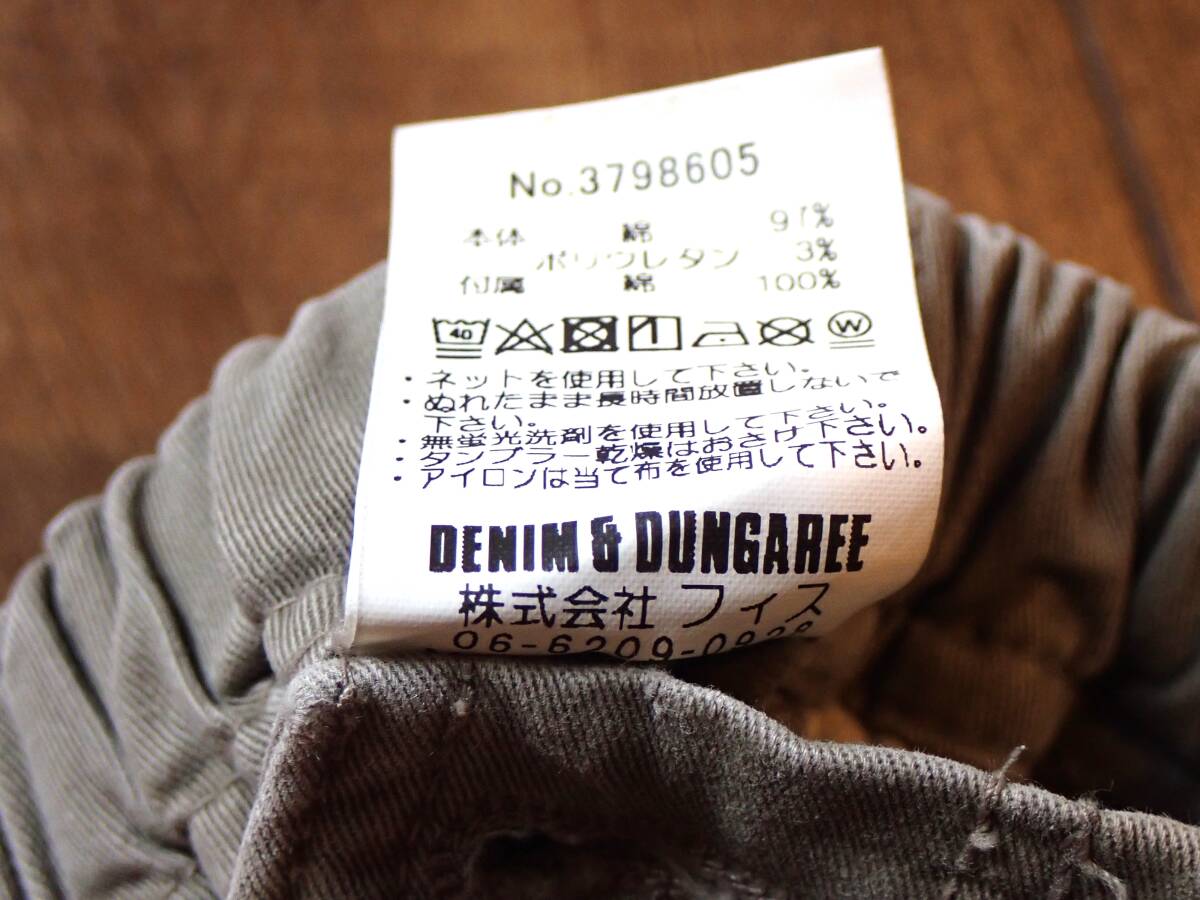 No.3798605
本体 綿 97%
ポリウレタン 3%
付属 綿 100%
40 W
・ネットを使用して下さい。
・ぬれたまま長時間放置しないで
下さい。
・無蛍光洗剤を使用して下さい。
・タンブラー乾燥はおさけ下さい。
・アイロンは当て布を使用して下さい。
DENIM & DUNGAREE
株式会社 フィス
06-6209-0928